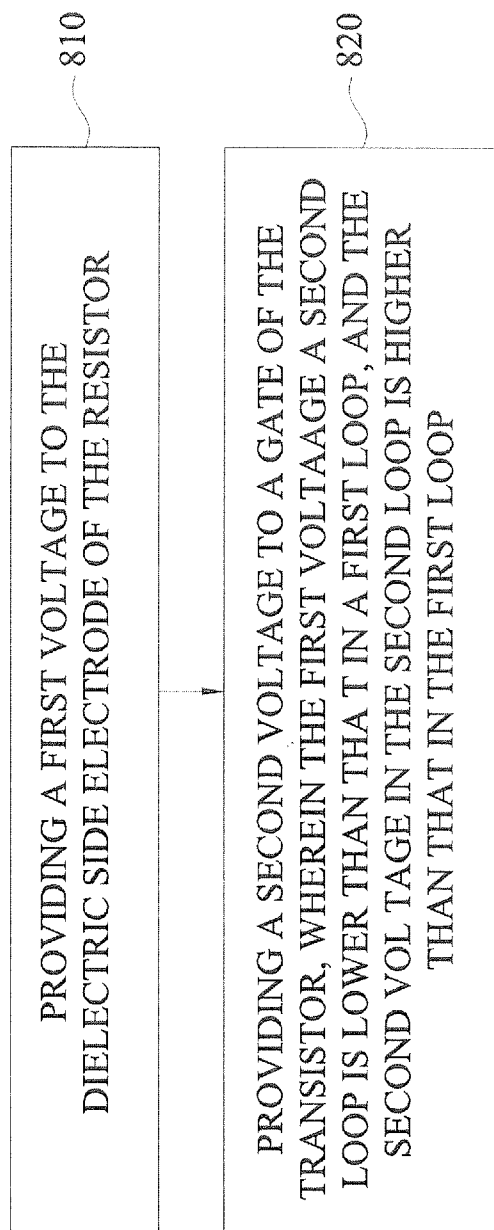 PROVIDING A FIRST VOLTAGE TO THE
DIELECTRIC SIDE ELECTRODE OF THE RESISTOR
810
PROVIDING A SECOND VOLTAGE TO A GATE OF THE
TRANSISTOR, WHEREIN THE FIRST VOLTAAGE A SECOND
LOOP IS LOWER THAN THA T IN A FIRST LOOP, AND THE
SECOND VOL TAGE IN THE SECOND LOOP IS HIGHER
THAN THAT IN THE FIRST LOOP
820